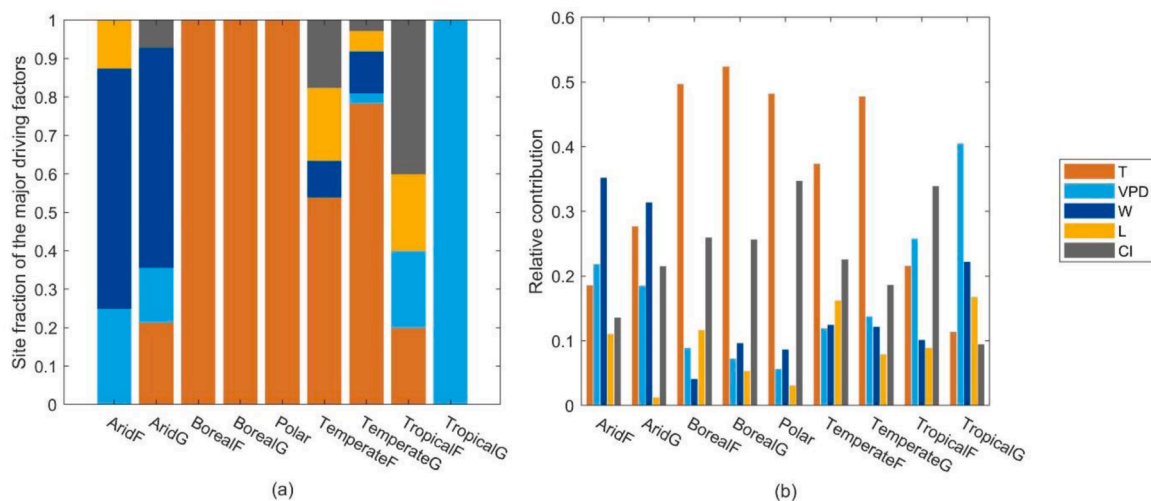 Site fraction of the major driving factors
1
0.9
0.8
0.7
0.6
0.5
0.4
0.3
0.2
0.1
0
AridF
AridG
BorealF
BorealG
Polar
TemperateF
TemperateG
TropicalF
TropicalG
(a)
Relative contribution
0.6
0.5
0.4
0.3
0.2
0.1
0
AridF
AridG
BorealF
BorealG
Polar
TemperateF
TemperateG
TropicalF
TropicalG
(b)
T
VPD
W
L
CI